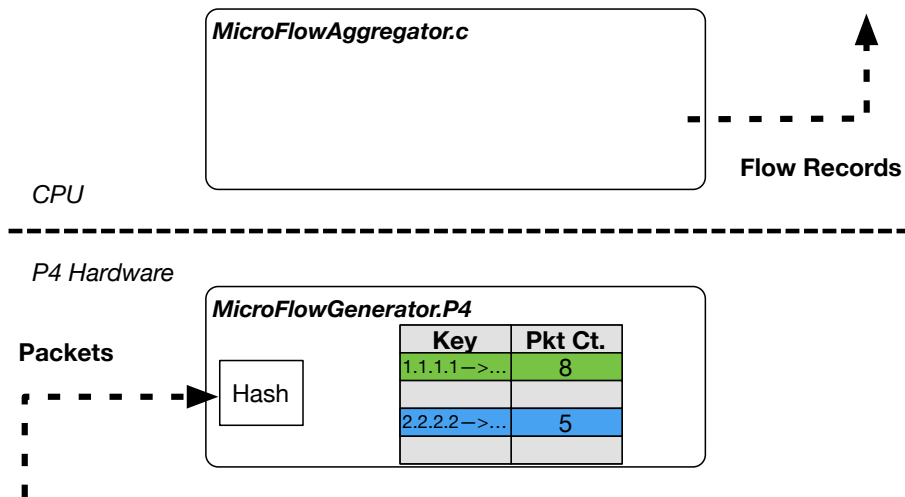 MicroFlowAggregator.c
Flow Records
CPU
P4 Hardware
MicroFlowGenerator.P4
Packets
Hash
Key Pkt Ct.
1.1.1.1—>... 8
2.2.2.2—>... 5